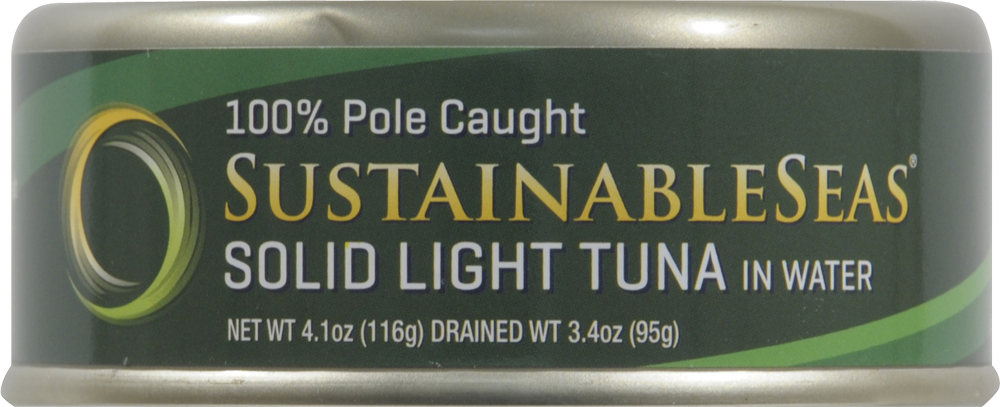 100% Pole Caught
SUSTAINABLESEAS®
SOLID LIGHT TUNA IN WATER
NET WT 4.1oz (116g) DRAINED WT 3.4oz (95g)